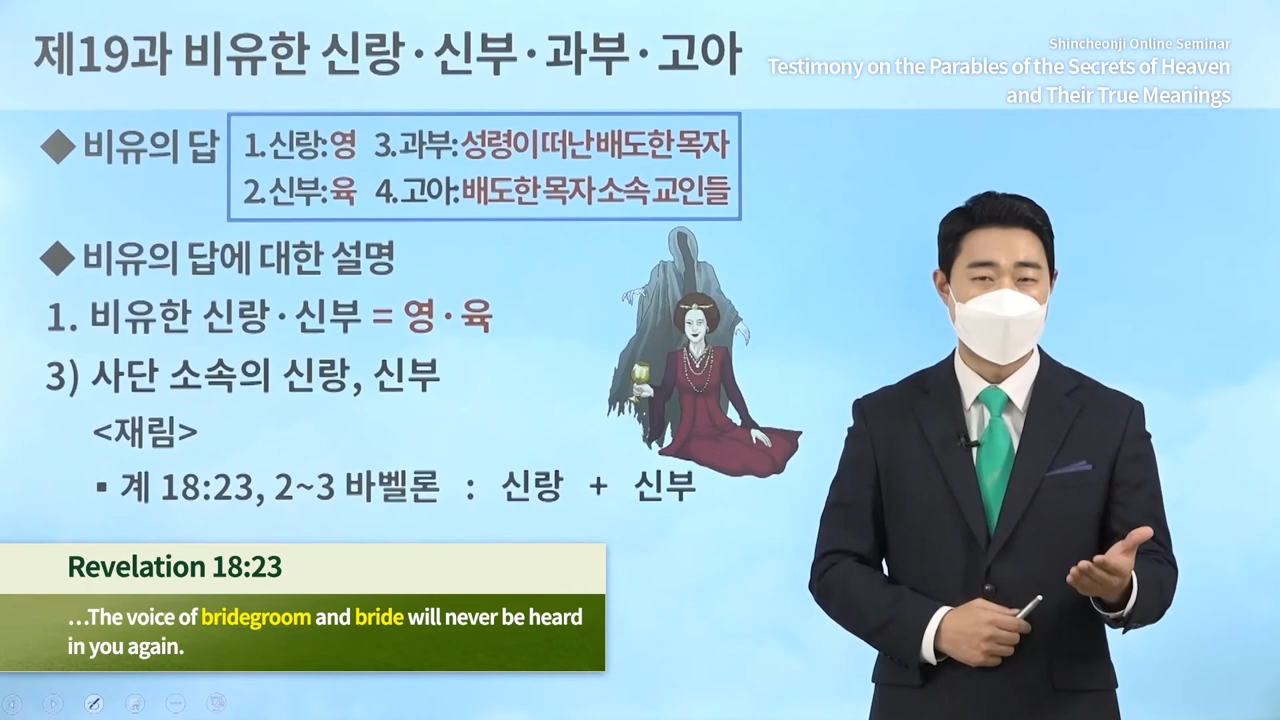 제19과 비유한 신랑·신부·과부·고아
Shincheonji Online Seminar
Testimony on the Parables of the Secrets of Heaven
and Their True Meanings
◆ 비유의 답
1. 신랑: 영 3. 과부: 성령이 떠난 배도한 목자
2. 신부: 육 4. 고아: 배도한 목자 소속 교인들
◆ 비유의 답에 대한 설명
1. 비유한 신랑·신부 = 영·육
3) 사단 소속의 신랑, 신부
<재림>
▪ 계 18:23, 2~3 바벨론 : 신랑 + 신부
Revelation 18:23
…The voice of bridegroom and bride will never be heard
in you again.